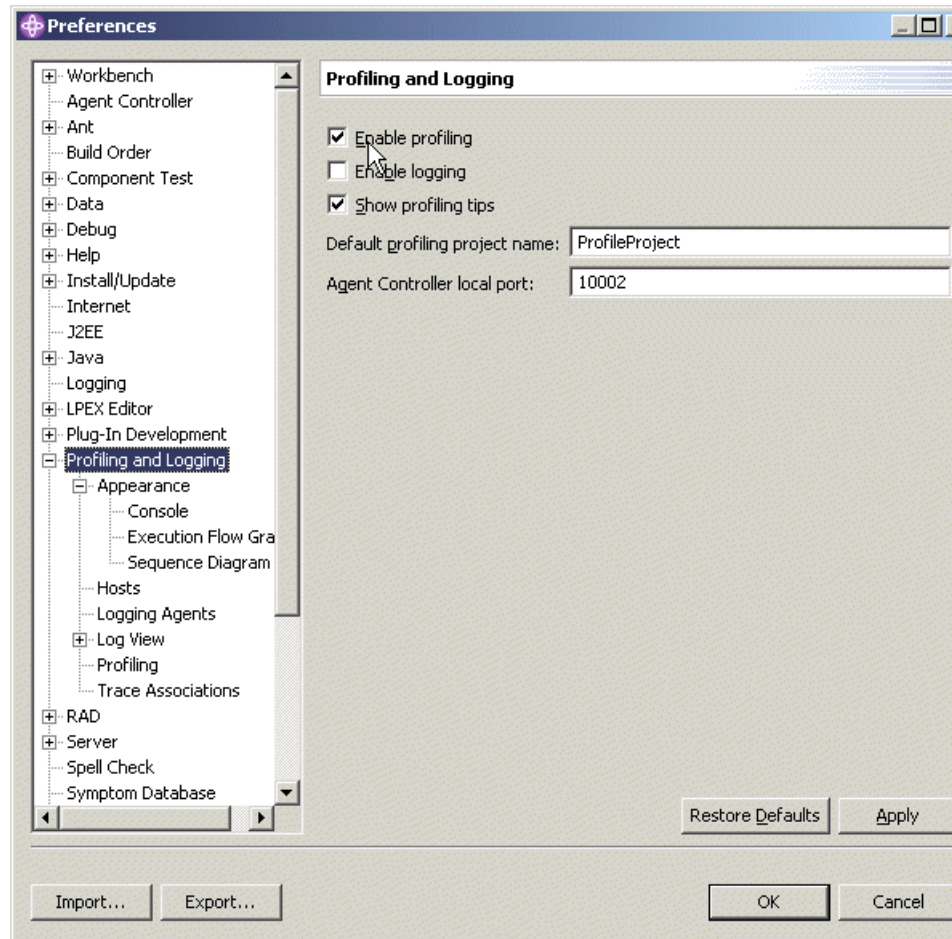 Preferences
Workbench
Agent Controller
Ant
Build Order
Component Test
Data
Debug
Help
Install/Update
Internet
J2EE
Java
Logging
LPEX Editor
Plug-In Development
Profiling and Logging
Appearance
Console
Execution Flow Gra
Sequence Diagram
Hosts
Logging Agents
Log View
Profiling
Trace Associations
RAD
Server
Spell Check
Symptom Database
Profiling and Logging
Enable profiling
Enable logging
Show profiling tips
Default profiling project name: ProfileProject
Agent Controller local port: 10002
Restore Defaults Apply
Import... Export... OK Cancel